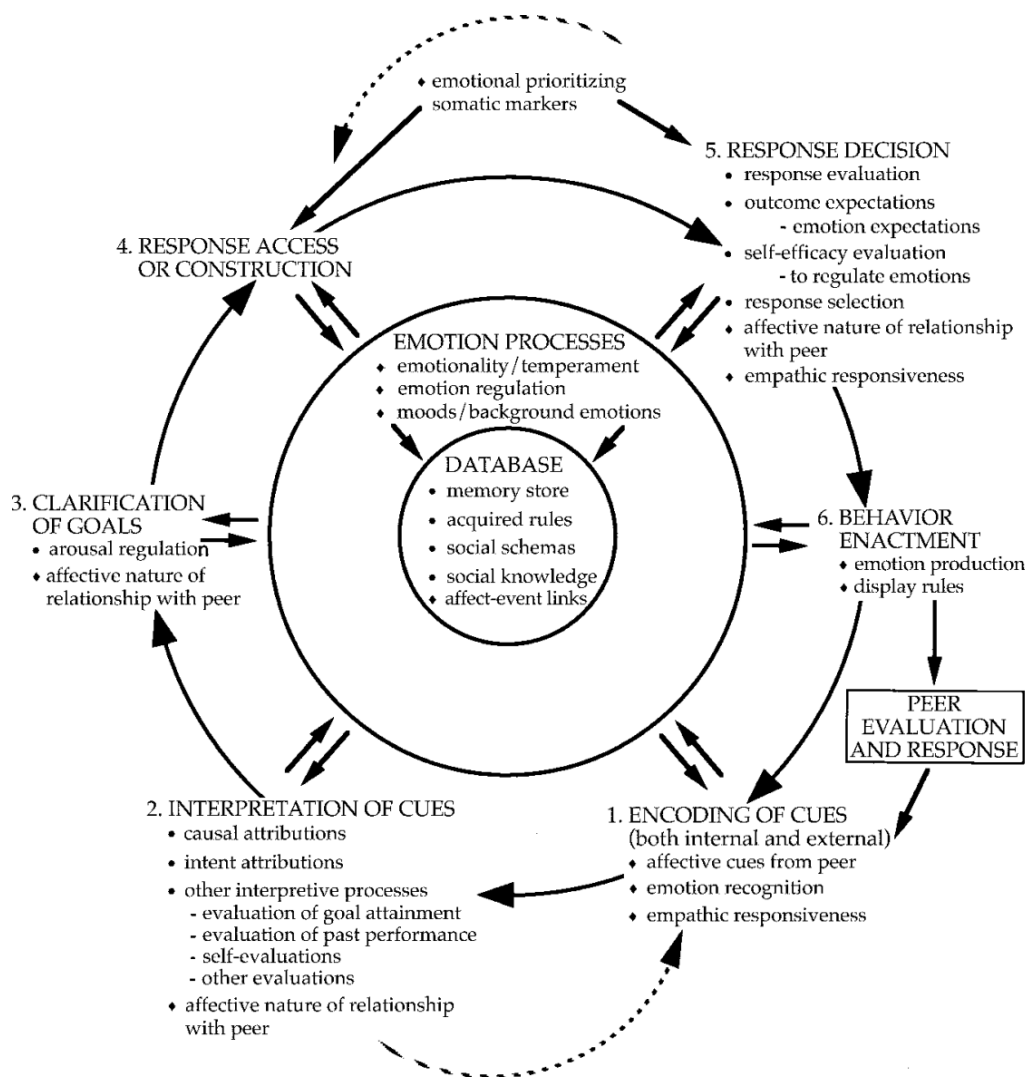 ♦ emotional prioritizing
somatic markers
5. RESPONSE DECISION
• response evaluation
• outcome expectations
- emotion expectations
• self-efficacy evaluation
- to regulate emotions
• response selection
♦ affective nature of relationship
with peer
♦ empathic responsiveness
4. RESPONSE ACCESS
OR CONSTRUCTION
EMOTION PROCESSES
♦ emotionality/temperament
♦ emotion regulation
♦ moods/background emotions
DATABASE
• memory store
• acquired rules
• social schemas
• social knowledge
♦ affect-event links
3. CLARIFICATION
OF GOALS
• arousal regulation
♦ affective nature of
relationship with peer
6. BEHAVIOR
ENACTMENT
♦ emotion production
♦ display rules
PEER
EVALUATION
AND RESPONSE
2. INTERPRETATION OF CUES
• causal attributions
• intent attributions
• other interpretive processes
- evaluation of goal attainment
- evaluation of past performance
- self-evaluations
- other evaluations
♦ affective nature of relationship
with peer
1. ENCODING OF CUES
(both internal and external)
♦ affective cues from peer
♦ emotion recognition
♦ empathic responsiveness